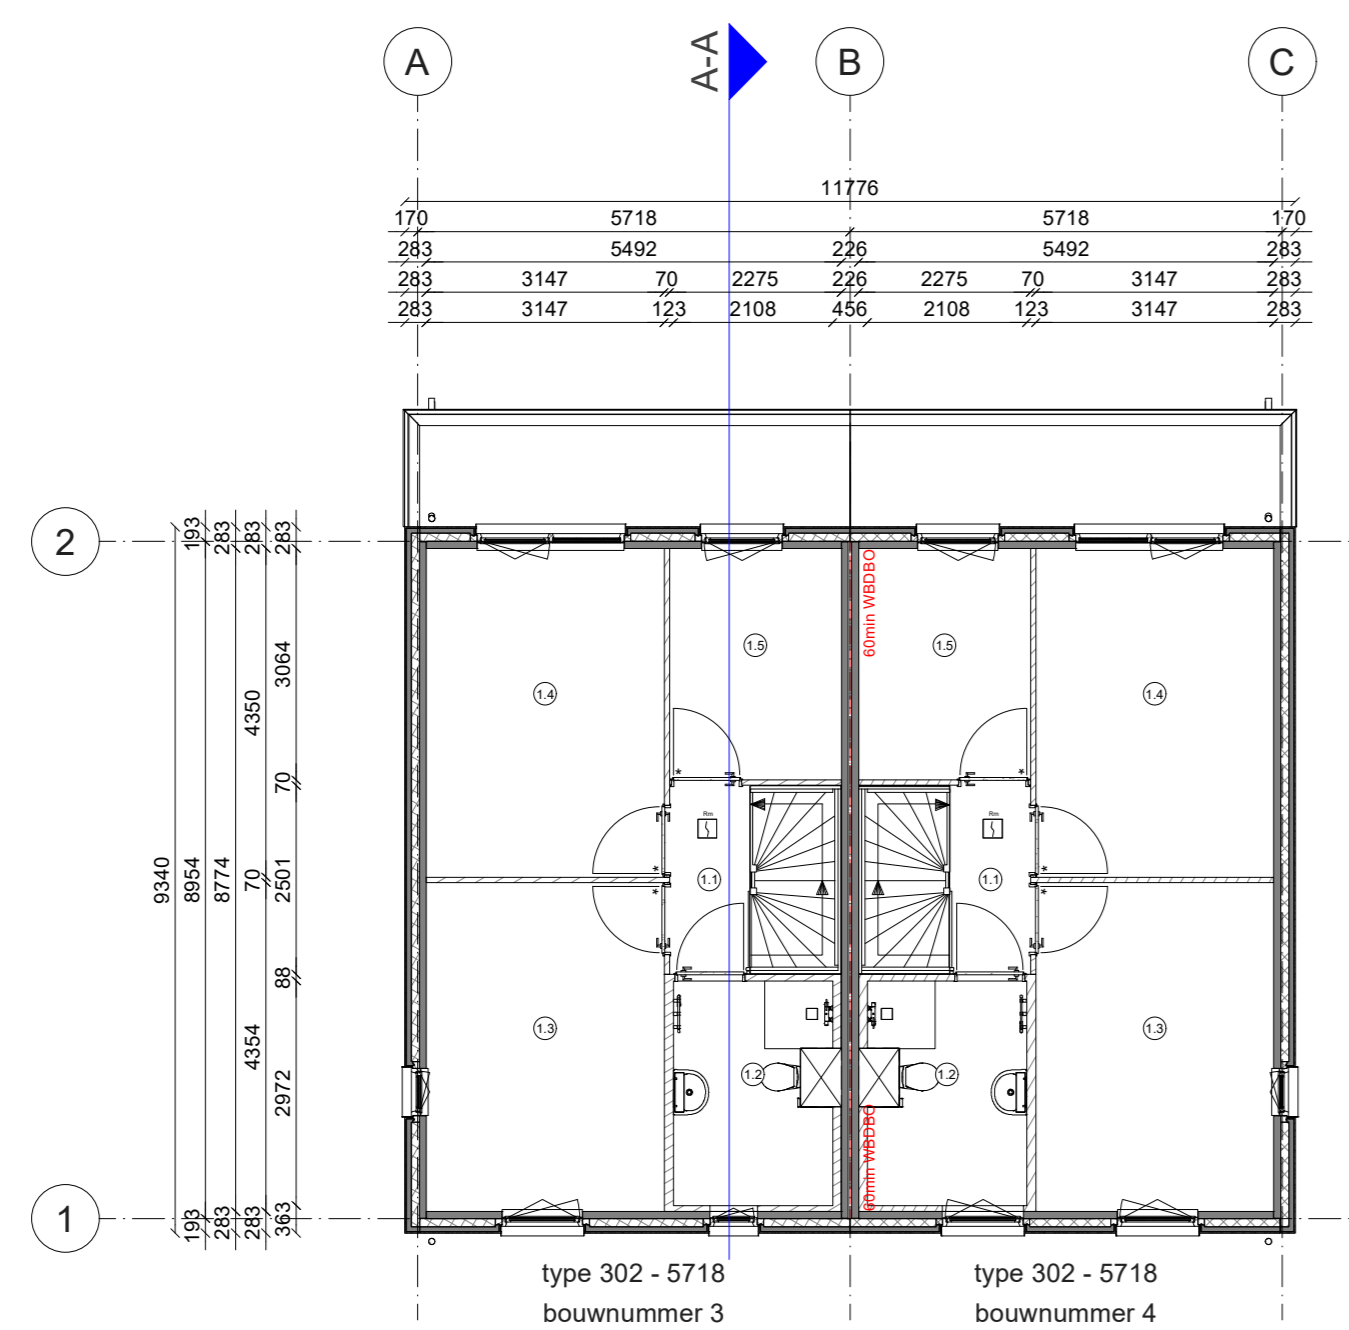 A
A-A
B
C
11776
170 5718 5718 170
283 5492 226 5492 283
283 3147 70 2275 226 2275 70 3147 283
283 3147 123 2108 456 2108 123 3147 283
2
193
283
283
283
60min WBDBO
60min WBDBO
3064
4350
70
9340
8954
8774
70
2501
88
4354
2972
193
283
283
363
1.5
1.5
1.4
1.4
*
*
Rm
Rm
*
*
1.1
1.1
*
*
1.3
1.3
1.2
1.2
1
type 302 - 5718
bouwnummer 3
type 302 - 5718
bouwnummer 4